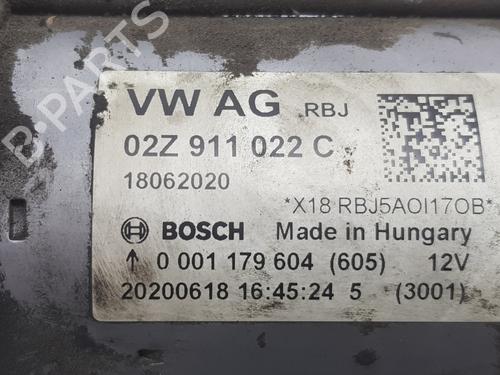 B-PARTS
VW AG RBJ
02Z 911 022 C
18062020
*X18 RBJ5AOI17OB*
BOSCH Made in Hungary
↑ 0 001 179 604 (605) 12V
20200618 16:45:24 5 (3001)